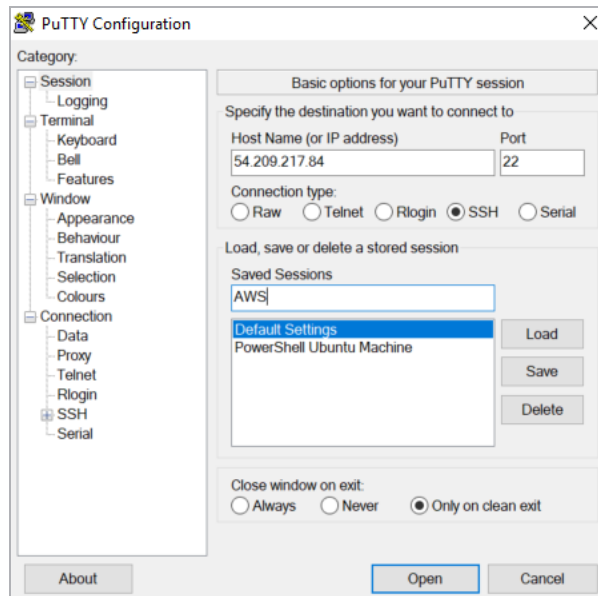 PuTTY Configuration
Category:
Session
Logging
Terminal
Keyboard
Bell
Features
Window
Appearance
Behaviour
Translation
Selection
Colours
Connection
Data
Proxy
Telnet
Rlogin
SSH
Serial
Basic options for your PuTTY session
Specify the destination you want to connect to
Host Name (or IP address) Port
54.209.217.84 22
Connection type:
Raw Telnet Rlogin SSH Serial
Load, save or delete a stored session
Saved Sessions
AWS
Default Settings
PowerShell Ubuntu Machine
Load
Save
Delete
Close window on exit:
Always Never Only on clean exit
About Open Cancel